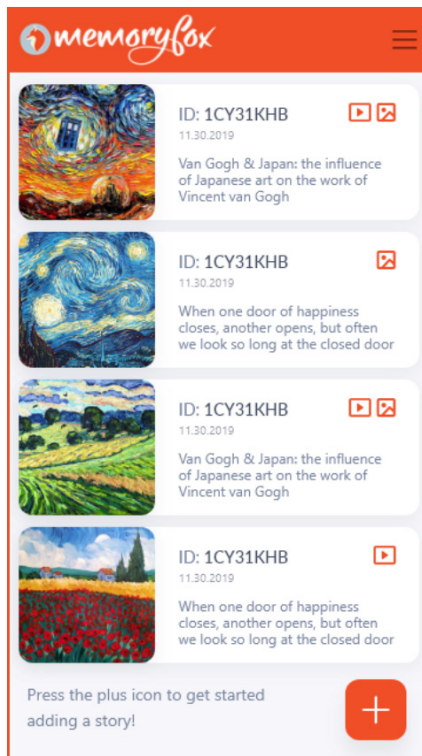 memoryfox
ID: 1CY31KHB
11.30.2019
Van Gogh & Japan: the influence
of Japanese art on the work of
Vincent van Gogh
ID: 1CY31KHB
11.30.2019
When one door of happiness
closes, another opens, but often
we look so long at the closed door
ID: 1CY31KHB
11.30.2019
Van Gogh & Japan: the influence
of Japanese art on the work of
Vincent van Gogh
ID: 1CY31KHB
11.30.2019
When one door of happiness
closes, another opens, but often
we look so long at the closed door
Press the plus icon to get started
adding a story!